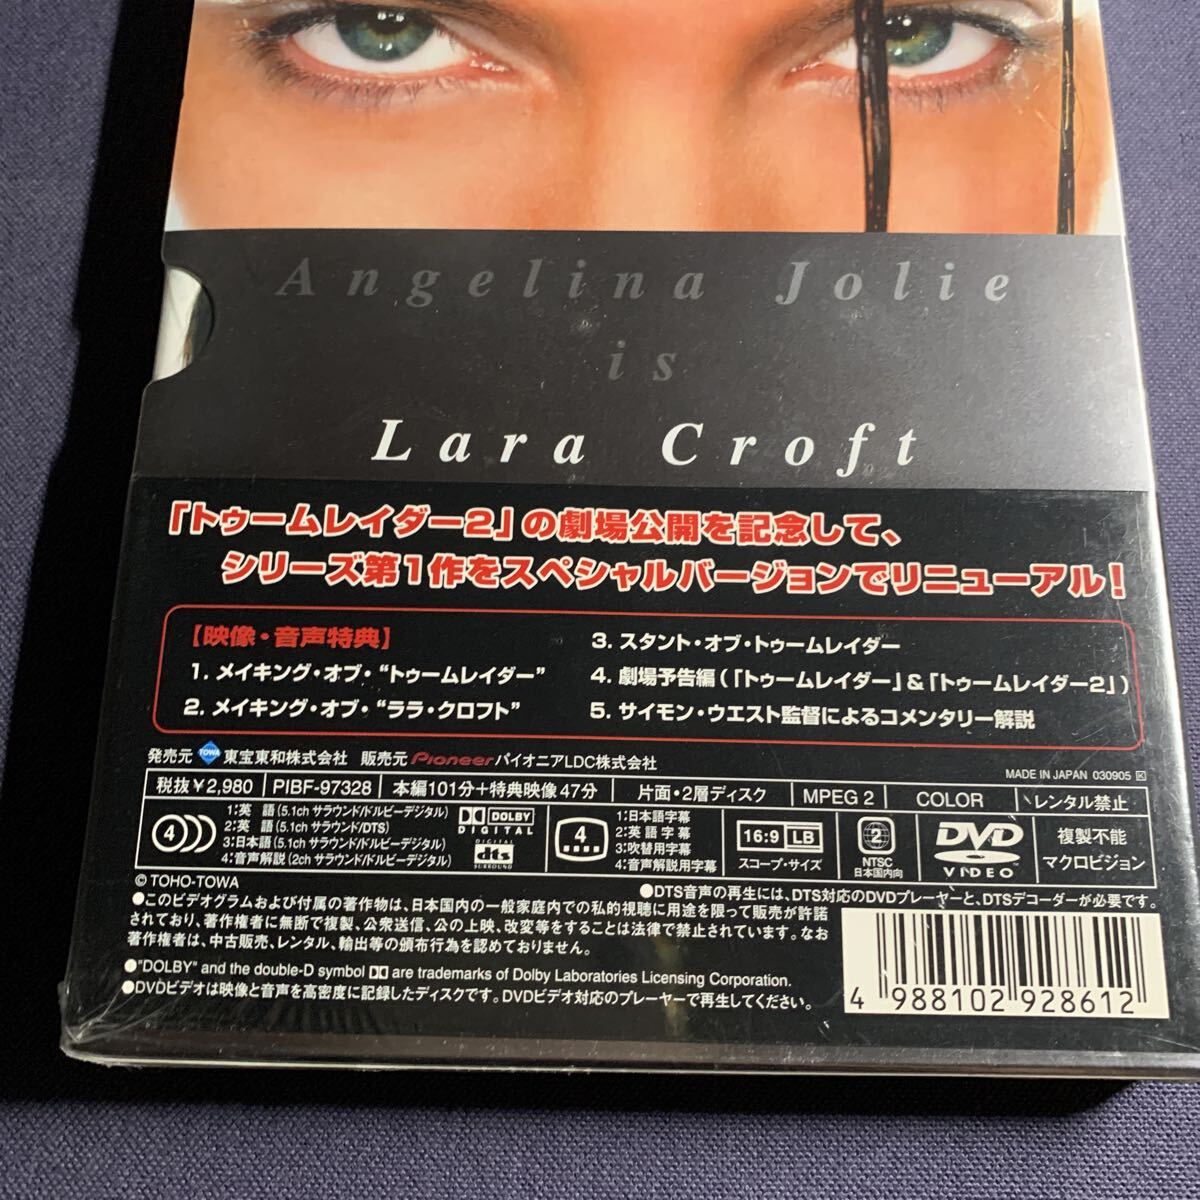 Angelina Jolie
is
Lara Croft
「トゥームレイダー2」の劇場公開を記念して、
シリーズ第1作をスペシャルバージョンでリニューアル!
【映像・音声特典】
1. メイキング・オブ・“トゥームレイダー”
2. メイキング・オブ・“ララ・クロフト”
3. スタント・オブ・トゥームレイダー
4. 劇場予告編(「トゥームレイダー」&「トゥームレイダー2」)
5. サイモン・ウエスト監督によるコメンタリー解説
発売元 TOWA 東宝東和株式会社 販売元 Pioneer パイオニアLDC株式会社
MADE IN JAPAN 030905 K
税抜¥2,980 PIBF-97328 本編101分+特典映像47分 片面・2層ディスク MPEG 2 COLOR レンタル禁止
4
1:英 語(5.1ch サラウンド/ドルビーデジタル)
2:英 語(5.1ch サラウンド/DTS)
3:日本語(5.1ch サラウンド/ドルビーデジタル)
4:音声解説(2ch サラウンド/ドルビーデジタル)
DOLBY
DIGITAL
DIGITAL
dts
SURROUND
4
1:日本語字幕
2:英語字幕
3:吹替用字幕
4:音声解説用字幕
16:9 LB
スコープ・サイズ
2
NTSC
日本国内向
DVD
VIDEO
複製不能
マクロビジョン
© TOHO-TOWA
●DTS音声の再生には、DTS対応のDVDプレーヤーと、DTSデコーダーが必要です。
●このビデオグラムおよび付属の著作物は、日本国内の一般家庭内での私的視聴に用途を限って販売が許諾
されており、著作権者に無断で複製、公衆送信、公の上映、改変等をすることは法律で禁止されています。なお
著作権者は、中古販売、レンタル、輸出等の頒布行為を認めておりません。
●"DOLBY" and the double-D symbol are trademarks of Dolby Laboratories Licensing Corporation.
●DVDビデオは映像と音声を高密度に記録したディスクです。DVDビデオ対応のプレーヤーで再生してください。
4 988102 928612